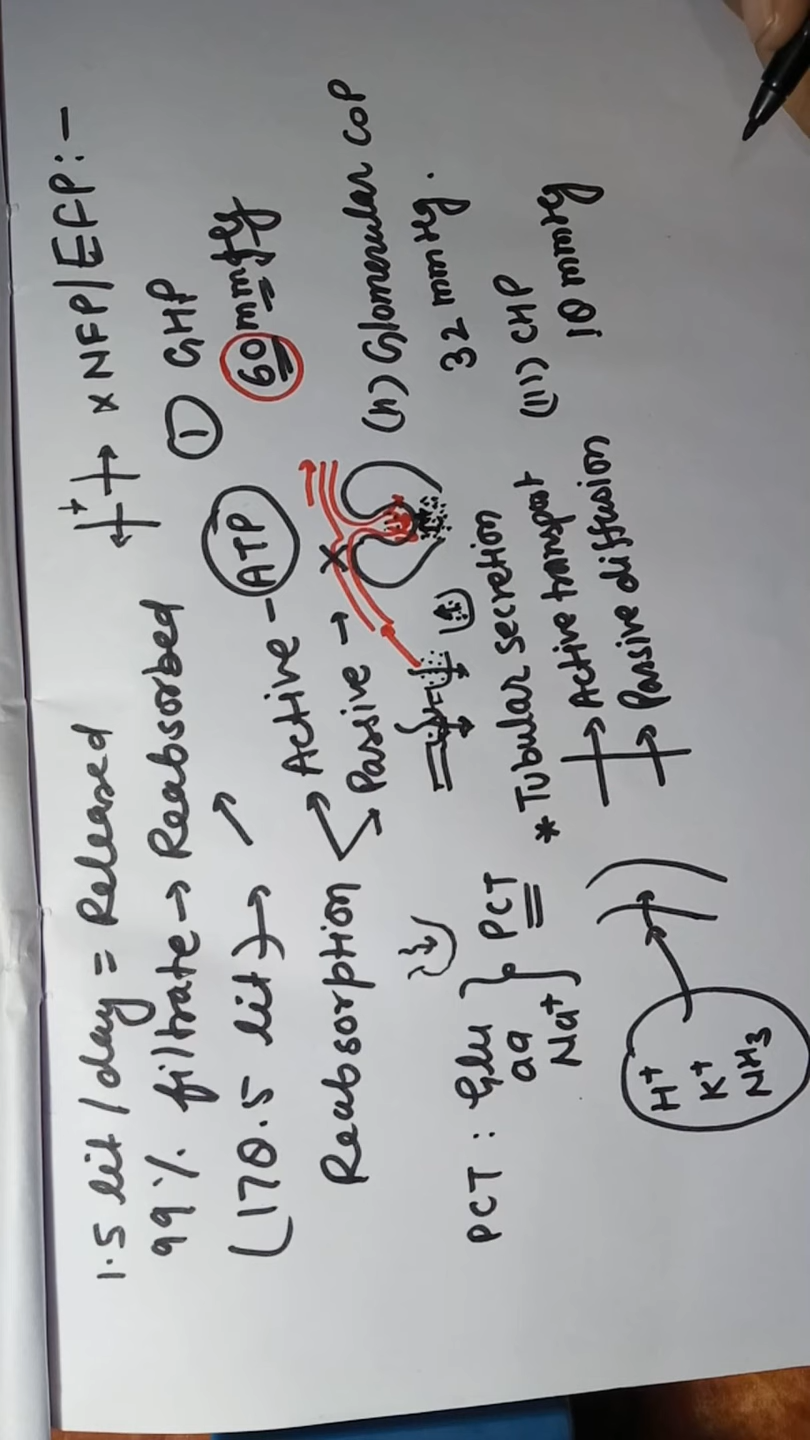 1.5 lit/day = Released
99% filtrate → Reabsorbed
(170.5 lit) →
Reabsorption
Active - ATP
Passive →
PCT : Glu
aa
Na+
PCT
* Tubular secretion
Active transport
Passive diffusion
H+
K+
NH3
× NFP/EFP:-
① GHP
60 mmHg
(ii) Glomerular COP
32 mmHg.
(iii) CHP
10 mmHg